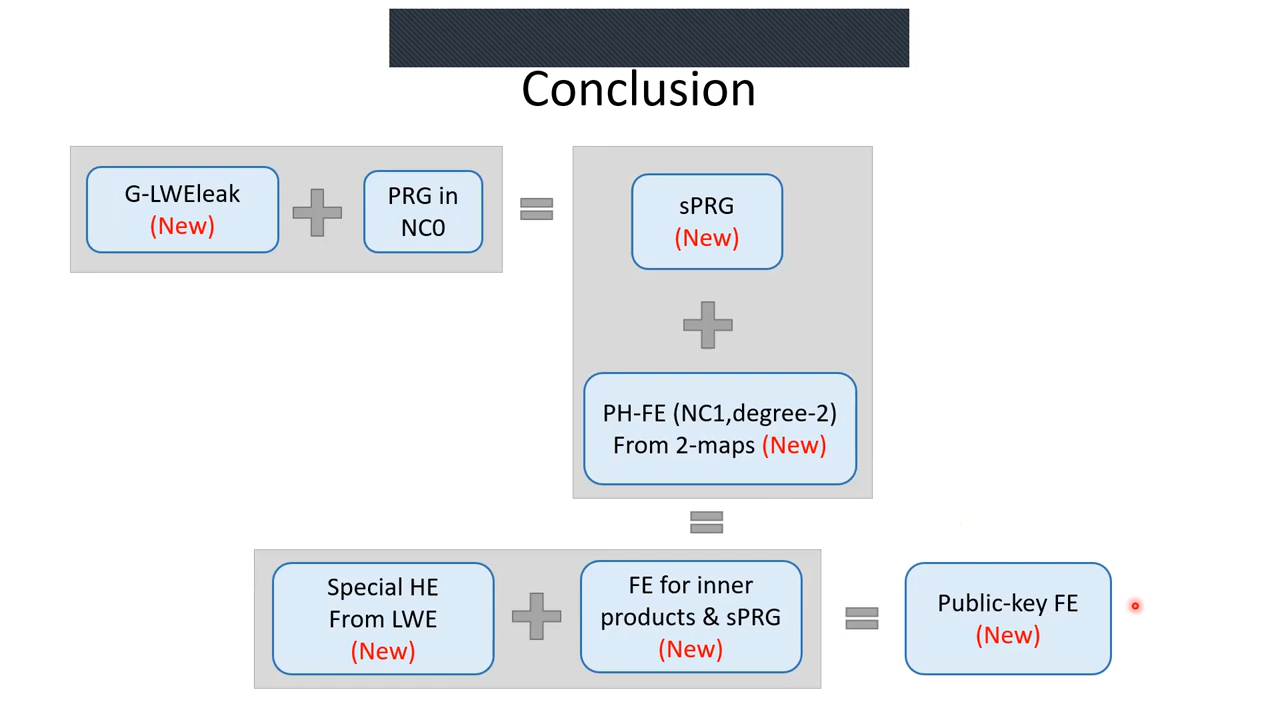 Conclusion
G-LWEleak
(New)
PRG in
NC0
sPRG
(New)
PH-FE (NC1,degree-2)
From 2-maps (New)
Special HE
From LWE
(New)
FE for inner
products & sPRG
(New)
Public-key FE
(New)